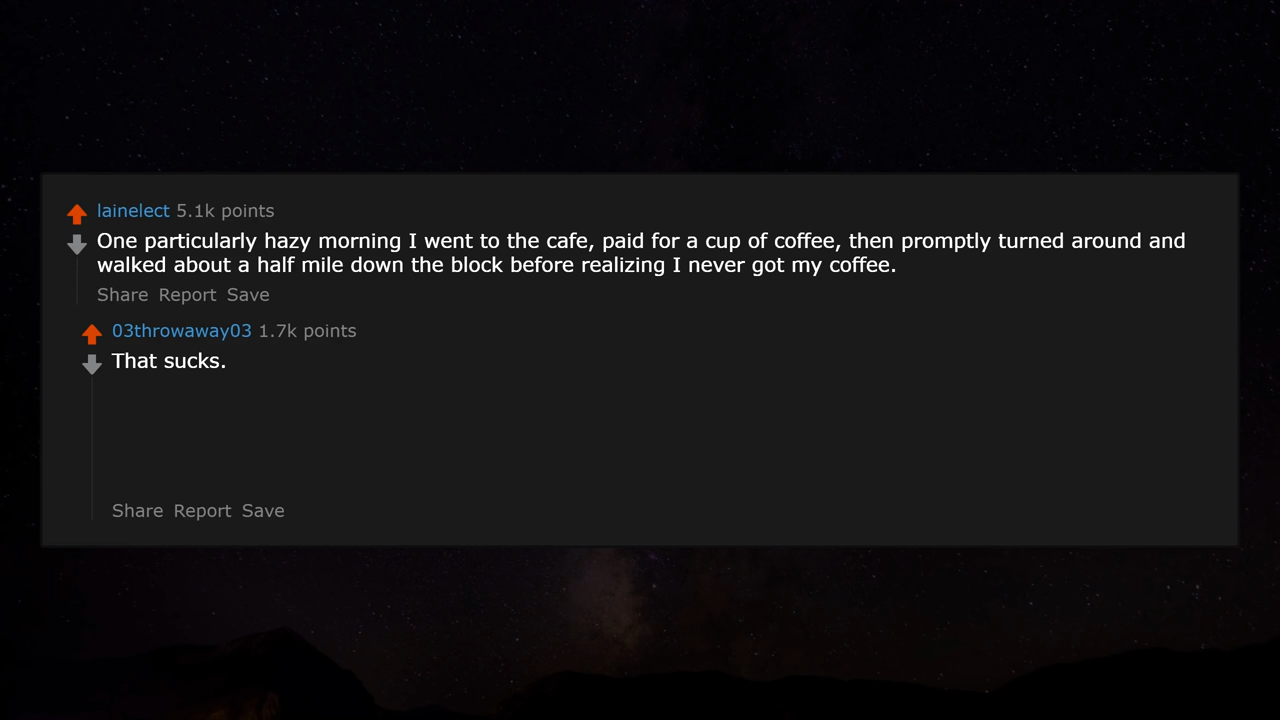 lainelect 5.1k points
One particularly hazy morning I went to the cafe, paid for a cup of coffee, then promptly turned around and
walked about a half mile down the block before realizing I never got my coffee.
Share Report Save
03throwaway03 1.7k points
That sucks.
Share Report Save